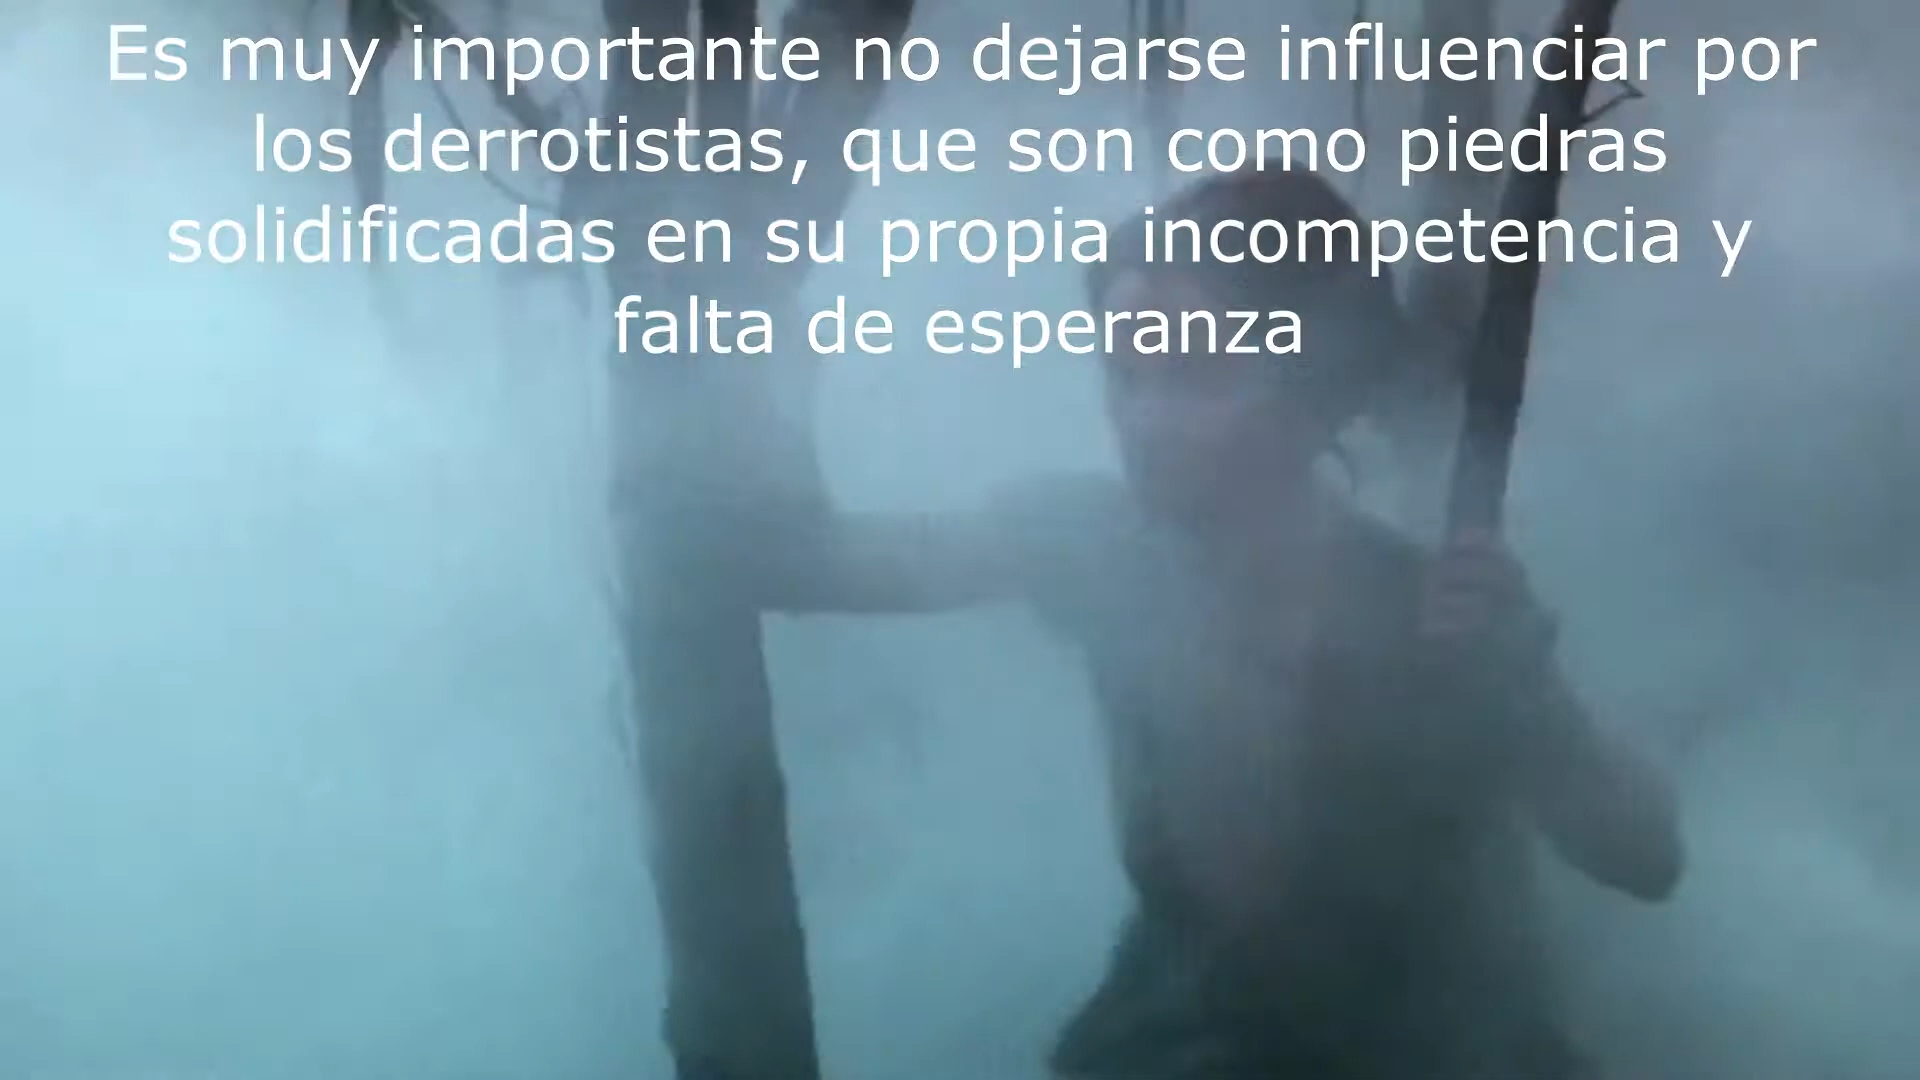 Es muy importante no dejarse influenciar por
los derrotistas, que son como piedras
solidificadas en su propia incompetencia y
falta de esperanza